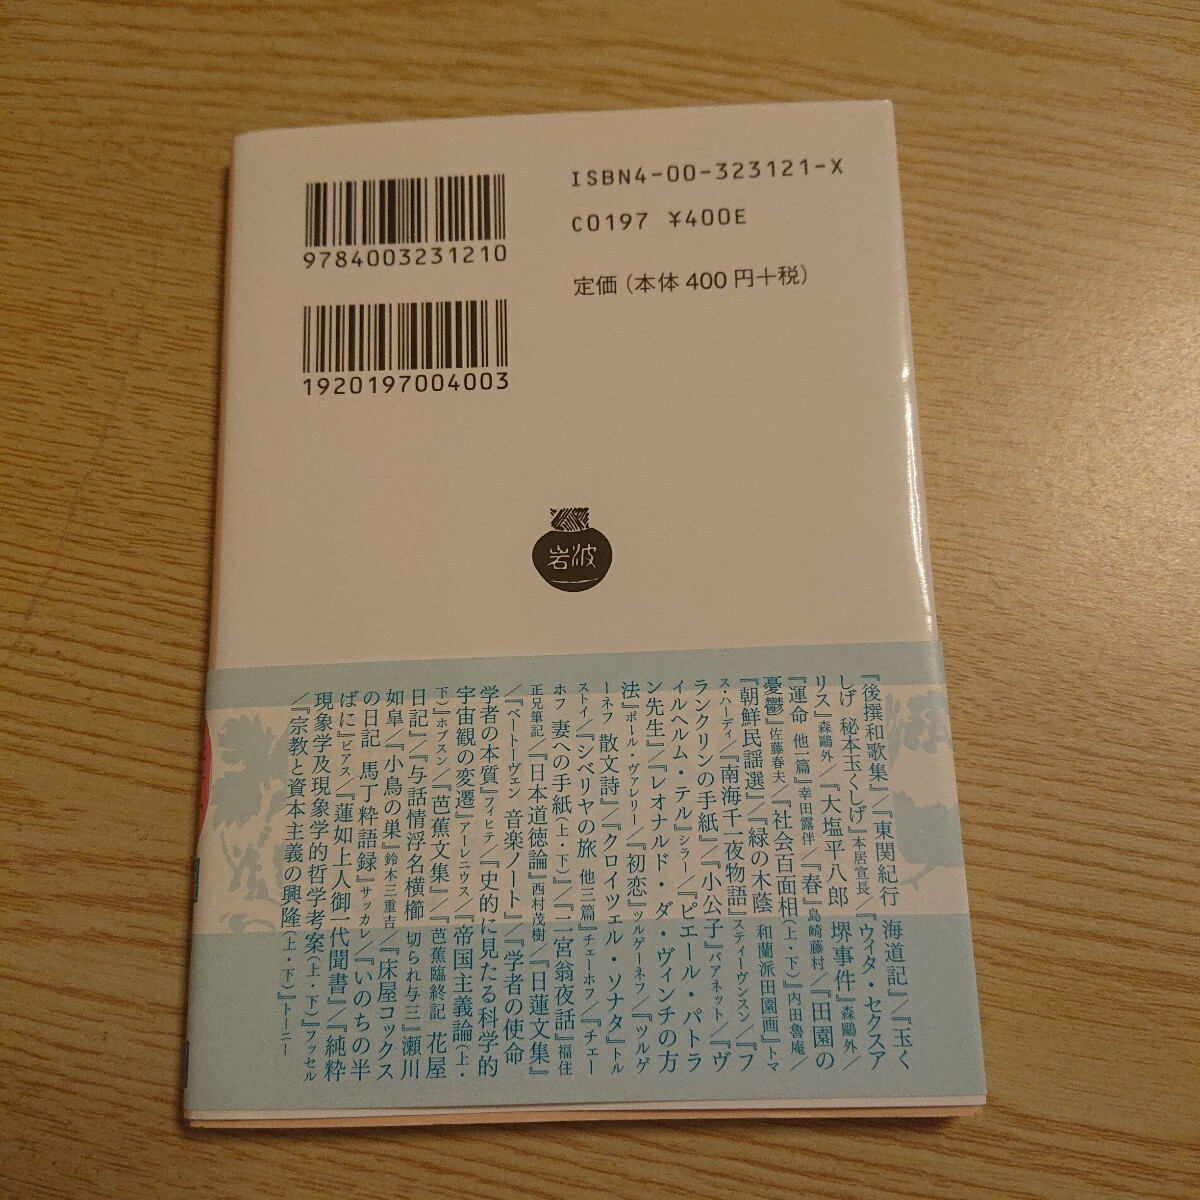 9784003231210
1920197004003
ISBN4-00-323121-X
C0197 ¥400E
定価(本体 400 円+税)
岩波
『後撰和歌集』／『東関紀行 海道記』／『玉く
しげ 秘本玉くしげ』本居宣長／『ウィタ・セクスア
リス』森鷗外／『大塩平八郎 堺事件』森鷗外／
『運命 他一篇』幸田露伴／『春』島崎藤村／『田園の
憂鬱』佐藤春夫／『社会百面相(上・下)』内田魯庵／
『朝鮮民謡選』／『緑の木蔭 和蘭派田園画』トマ
ス・ハーディ／『南海千一夜物語』スティーヴンスン／『フ
ランクリンの手紙』／『小公子』バアネット／『ヴ
ィルヘルム・テル』シラー／『ピエール・パトラ
ン先生』／『レオナルド・ダ・ヴィンチの方
法』ポール・ヴァレリー／『初恋』ツルゲーネフ／『ツルゲ
ーネフ 散文詩』／『クロイツェル・ソナタ』トル
ストイ／『シベリヤの旅 他三篇』チェーホフ／『チェー
ホフ 妻への手紙(上・下)』／『二宮翁夜話』福住
正兄筆記／『日本道徳論』西村茂樹／『日蓮文集』
／『ベートーヴェン 音楽ノート』／『学者の使命
学者の本質』フィヒテ／『史的に見たる科学的
宇宙観の変遷』アーレニウス／『帝国主義論(上・
下)』ホブスン／『芭蕉文集』／『芭蕉臨終記 花屋
日記』／『与話情浮名横櫛 切られ与三』瀬川
如皐／『小鳥の巣』鈴木三重吉／『床屋コックス
の日記 馬丁粋語録』サッカレ／『いのちの半
ばに』ビアス／『蓮如上人御一代聞書』／『純粋
現象学及現象学的哲学考案(上・下)』フッセル
／『宗教と資本主義の興隆(上・下)』トーニー